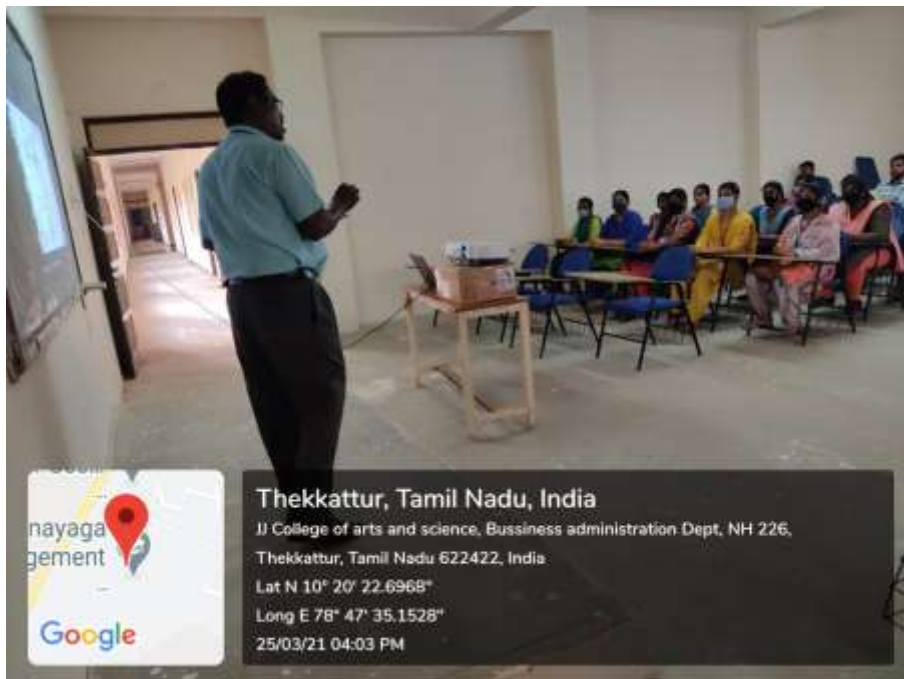 nayaga
gement
Google
Thekkattur, Tamil Nadu, India
JJ College of arts and science, Bussiness administration Dept, NH 226,
Thekkattur, Tamil Nadu 622422, India
Lat N 10° 20' 22.6968"
Long E 78° 47' 35.1528"
25/03/21 04:03 PM